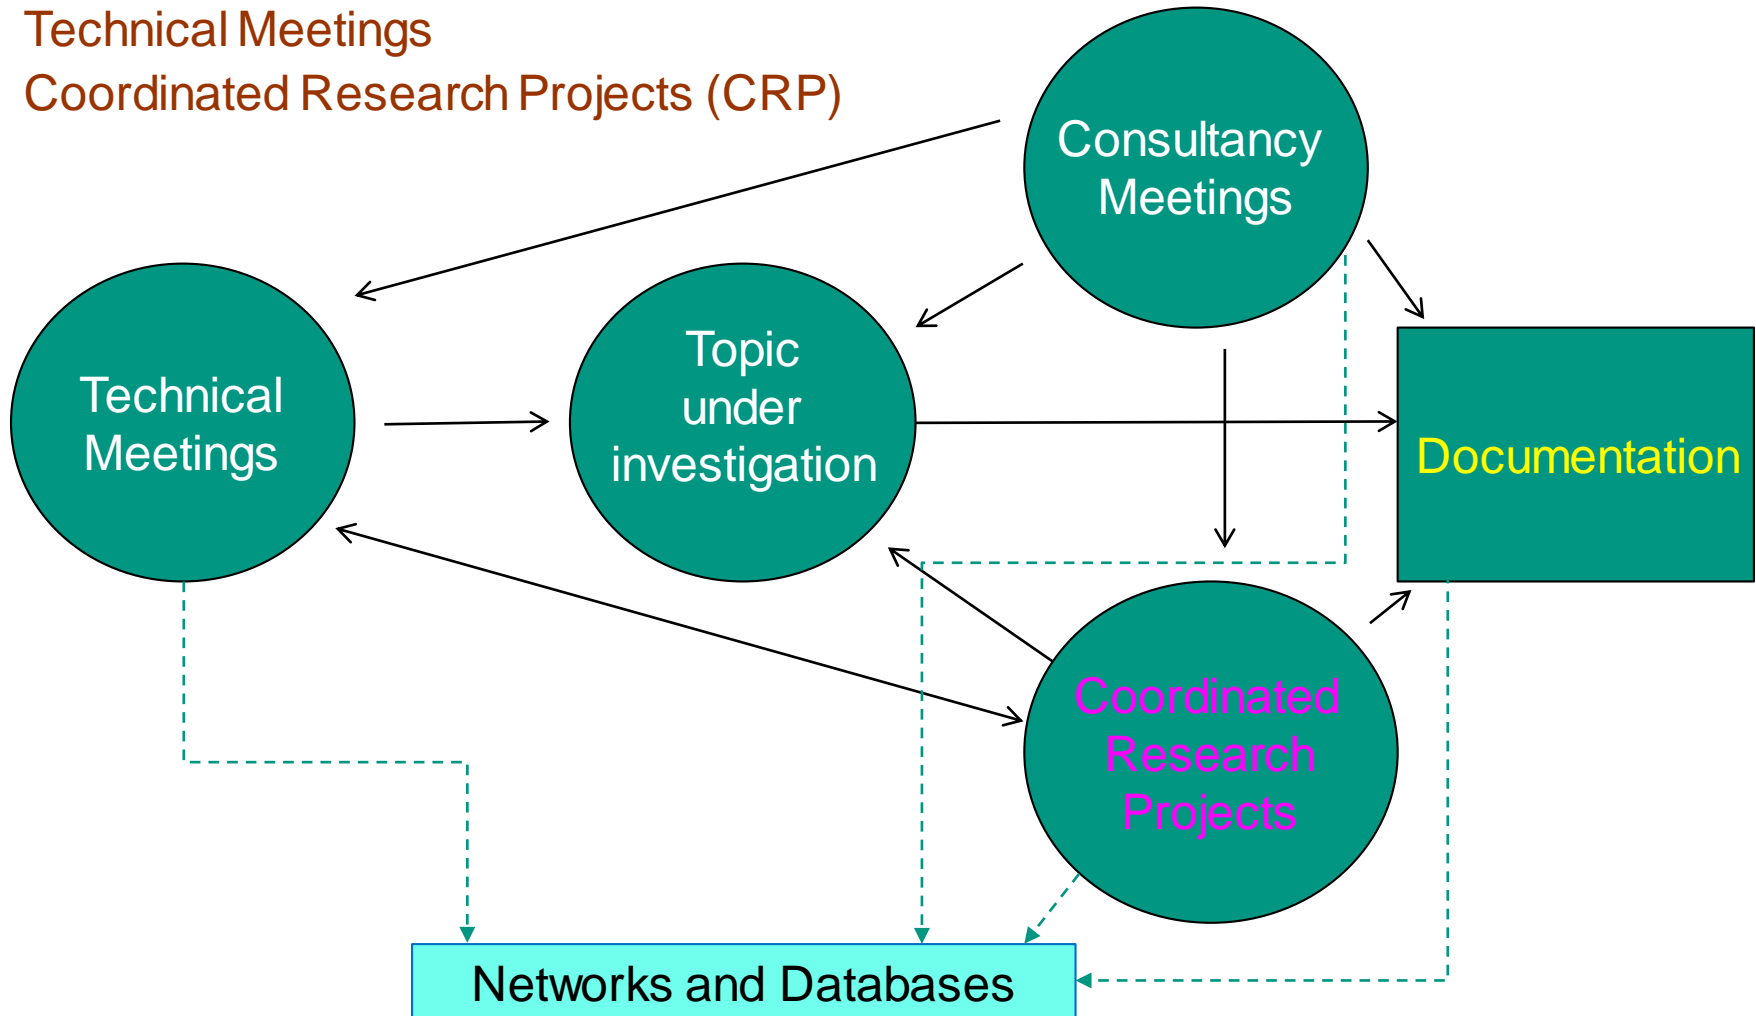 Technical Meetings
Coordinated Research Projects (CRP)
Consultancy
Meetings
Technical
Meetings
Topic
under
investigation
Documentation
Coordinated
Research
Projects
Networks and Databases